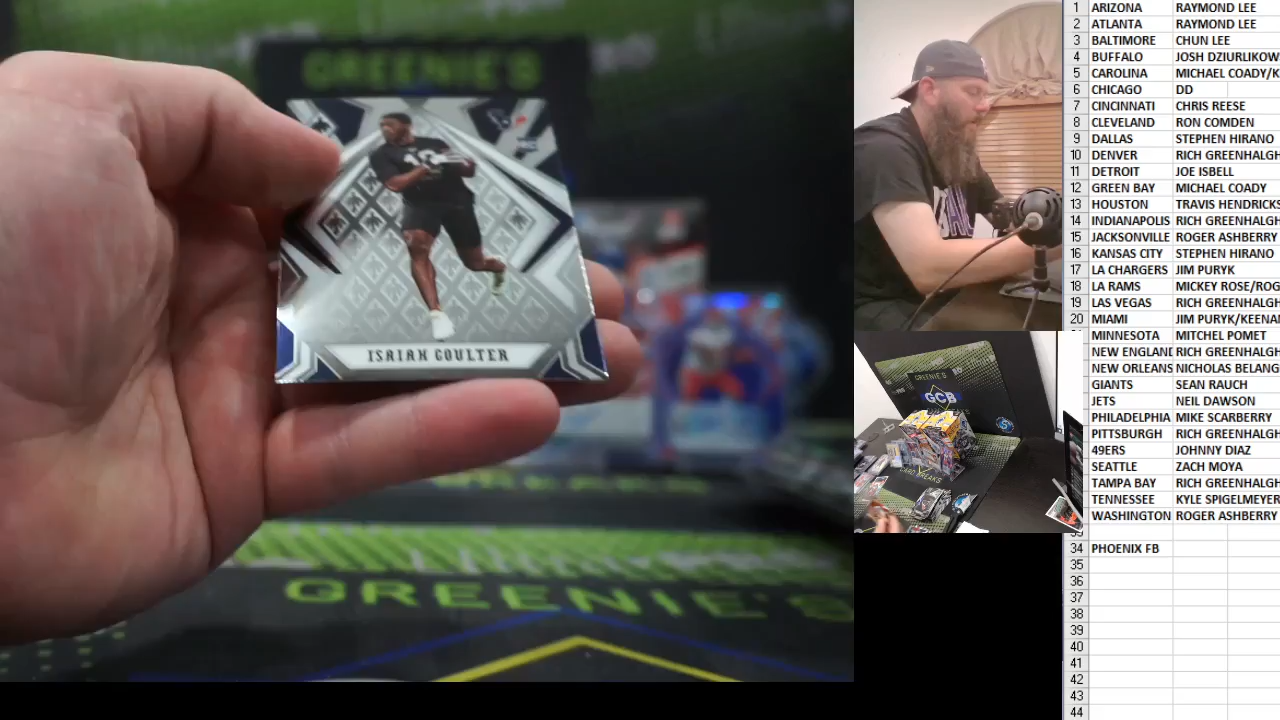 GREENIE'S
ISAIAH COULTER
GREENIE'S
GREENIE'S
GCB
CARD BREAKS
1 ARIZONA RAYMOND LEE
2 ATLANTA RAYMOND LEE
3 BALTIMORE CHUN LEE
4 BUFFALO JOSH DZIURLIKOW
5 CAROLINA MICHAEL COADY/K
6 CHICAGO DD
7 CINCINNATI CHRIS REESE
8 CLEVELAND RON COMDEN
9 DALLAS STEPHEN HIRANO
10 DENVER RICH GREENHALGH
11 DETROIT JOE ISBELL
12 GREEN BAY MICHAEL COADY
13 HOUSTON TRAVIS HENDRICKS
14 INDIANAPOLIS RICH GREENHALGH
15 JACKSONVILLE ROGER ASHBERRY
16 KANSAS CITY STEPHEN HIRANO
17 LA CHARGERS JIM PURYK
18 LA RAMS MICKEY ROSE/ROG
19 LAS VEGAS RICH GREENHALGH
20 MIAMI JIM PURYK/KEENAN
MINNESOTA MITCHEL POMET
NEW ENGLAND RICH GREENHALGH
NEW ORLEANS NICHOLAS BELANG
GIANTS SEAN RAUCH
JETS NEIL DAWSON
PHILADELPHIA MIKE SCARBERRY
PITTSBURGH RICH GREENHALGH
49ERS JOHNNY DIAZ
SEATTLE ZACH MOYA
TAMPA BAY RICH GREENHALGH
TENNESSEE KYLE SPIGELMEYER
WASHINGTON ROGER ASHBERRY
34 PHOENIX FB
35
36
37
38
39
40
41
42
43
44